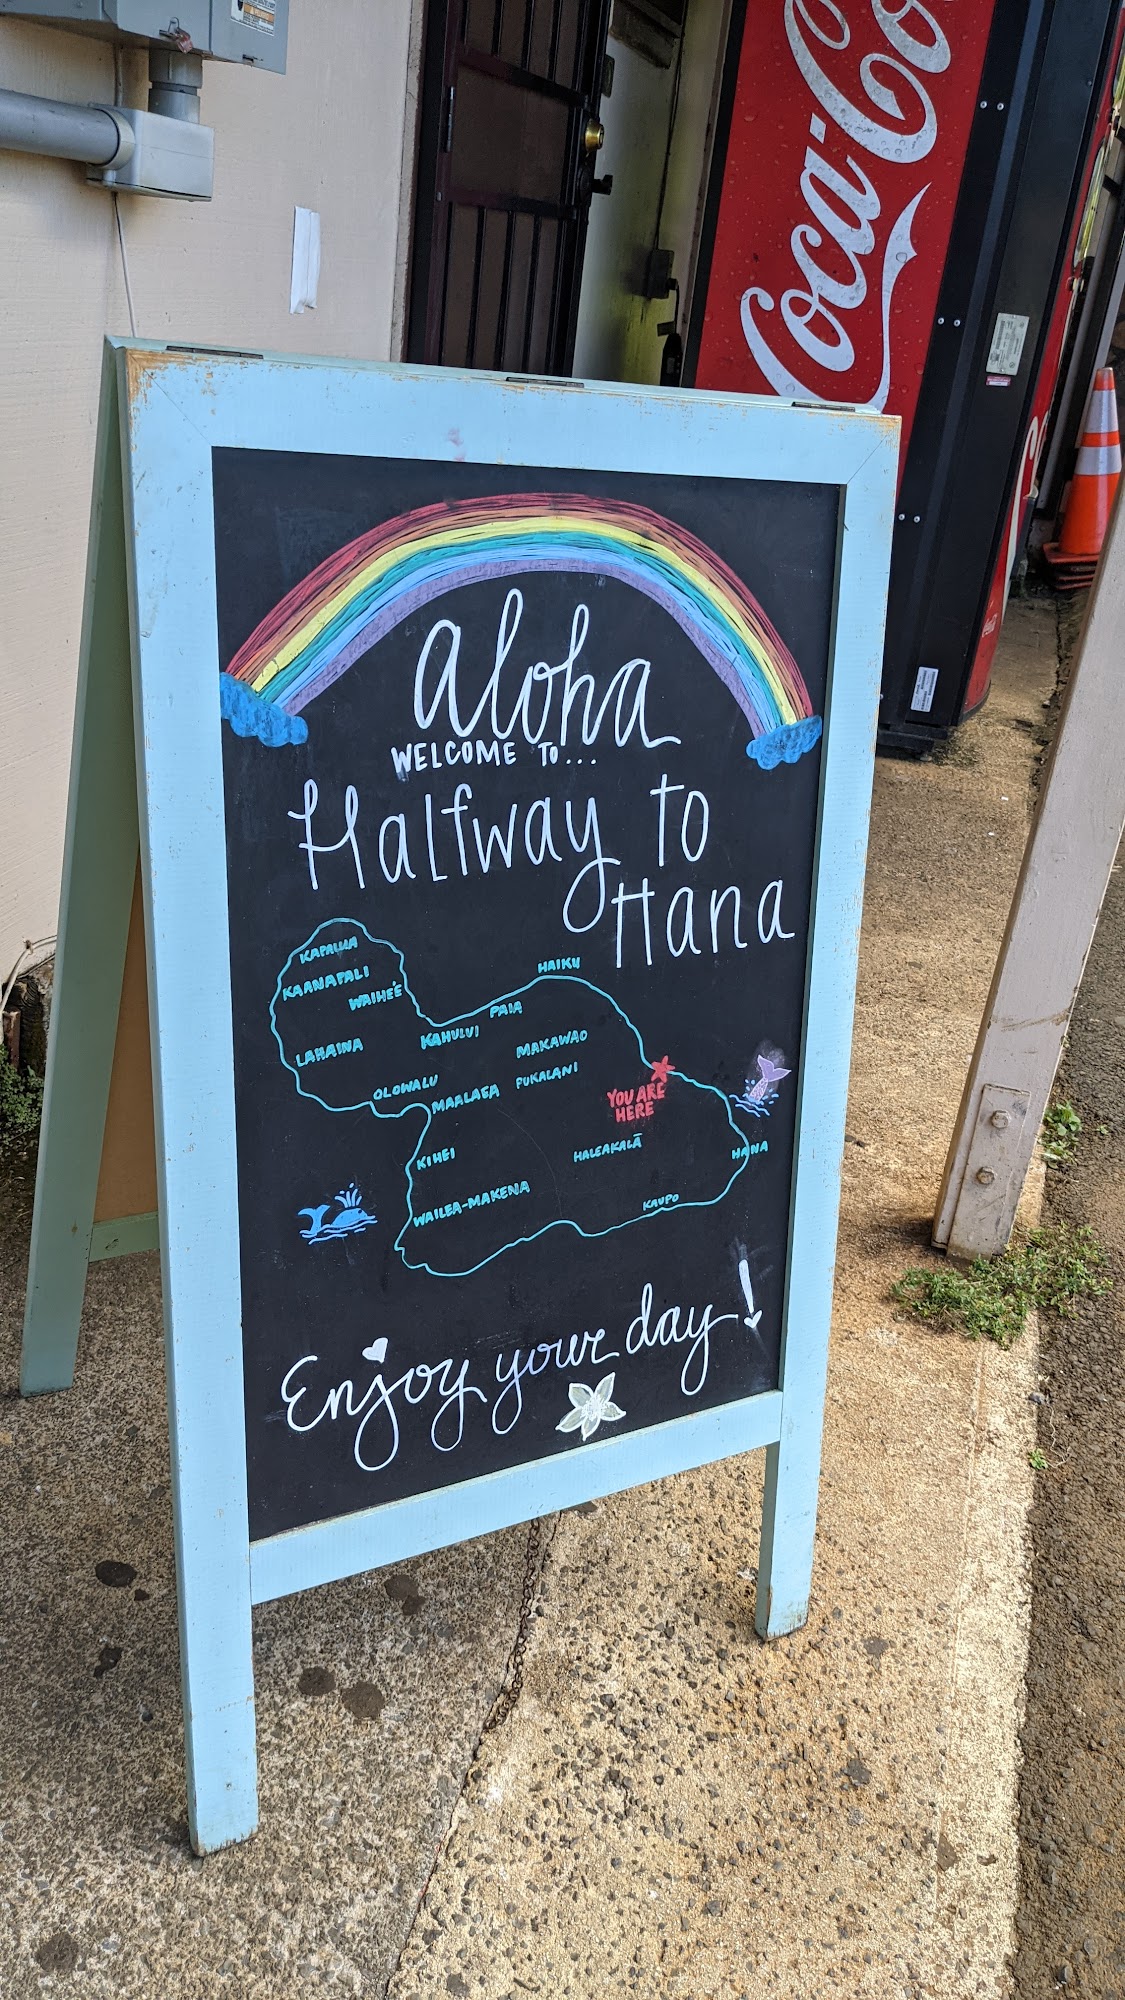 Coca-Cola
aloha
WELCOME TO...
Halfway to
Hana
KAPALUA
KAANAPALI
WAIHE'E
HAIKU
PAIA
KAHULUI
LAHAINA
MAKAWAO
OLOWALU
PUKALANI
MAALAEA
YOU ARE
HERE
KIHEI
HALEAKALĀ
HANA
WAILEA-MAKENA
KAUPO
Enjoy your day!